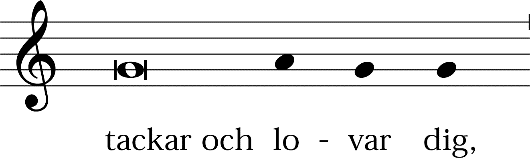 tackar och lo - var dig,